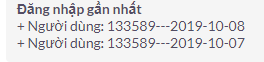 Đăng nhập gần nhất
+ Người dùng: 133589---2019-10-08
+ Người dùng: 133589---2019-10-07